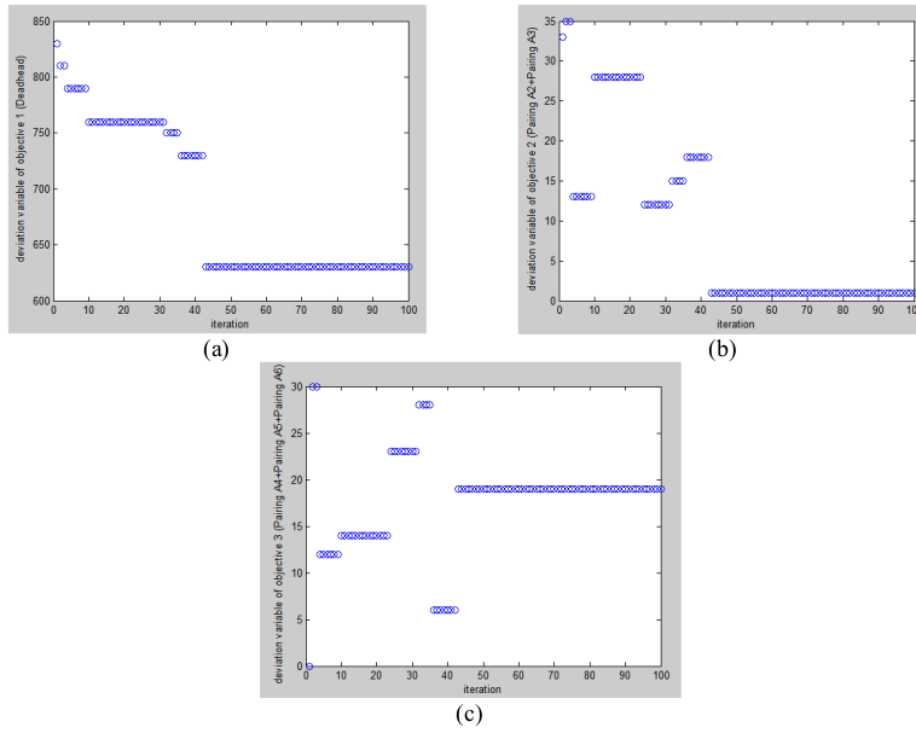 850
800
750
700
650
600
deviation variable of objective 1 (Deadhead)
0 10 20 30 40 50 60 70 80 90 100
iteration
(a)
35
30
25
20
15
10
5
0
deviation variable of objective 2 (Pairing A2+Pairing A3)
0 10 20 30 40 50 60 70 80 90 100
iteration
(b)
30
25
20
15
10
5
0
deviation variable of objective 3 (Pairing A4+Pairing A5+Pairing A6)
0 10 20 30 40 50 60 70 80 90 100
iteration
(c)